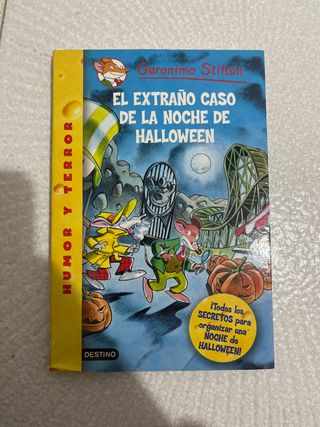 Geronimo Stilton
EL EXTRAÑO CASO
DE LA NOCHE DE
HALLOWEEN
HUMOR Y TERROR
¡Todos los
SECRETOS para
organizar una
NOCHE de
HALLOWEEN!
DESTINO